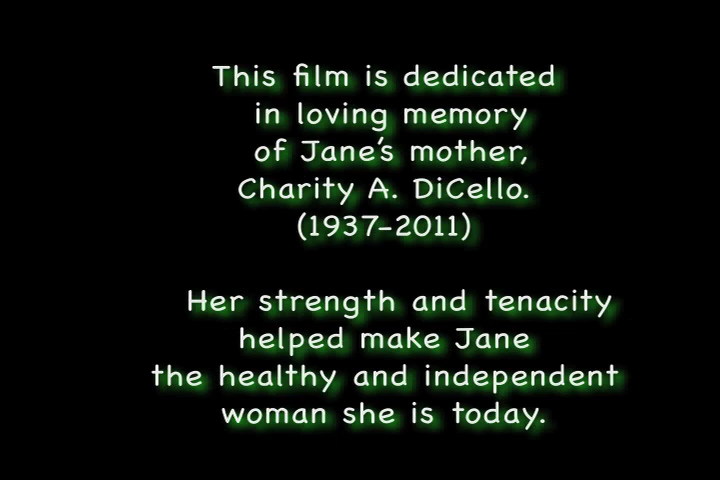 This film is dedicated
in loving memory
of Jane's mother,
Charity A. DiCello.
(1937-2011)
Her strength and tenacity
helped make Jane
the healthy and independent
woman she is today.